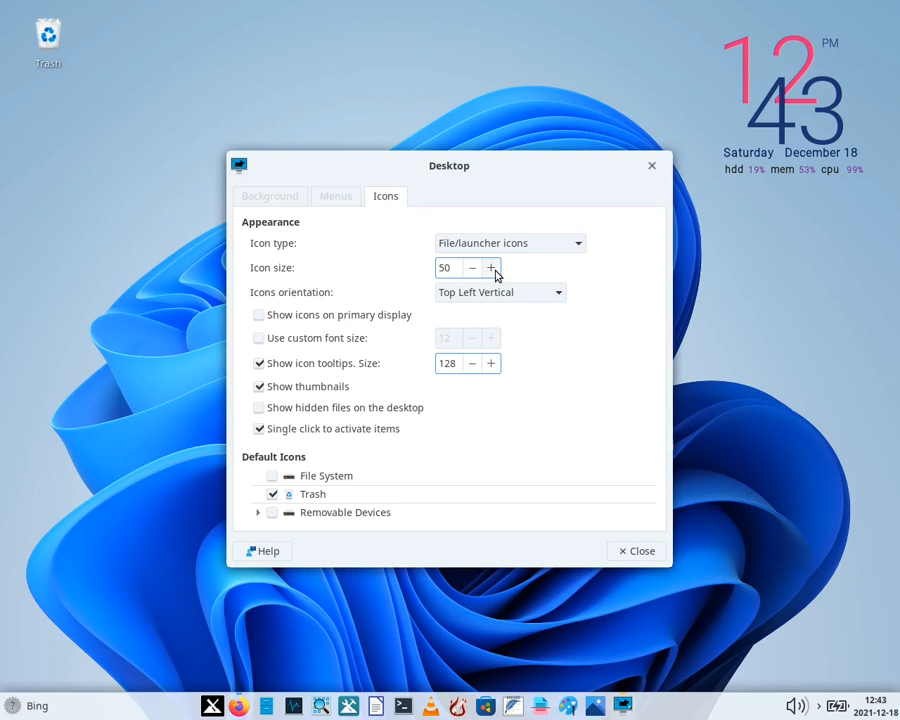 Trash
12 PM
43
Saturday December 18
hdd 19% mem 53% cpu 99%
Desktop
Background Menus Icons
Appearance
Icon type: File/launcher icons
Icon size: 50 − +
Icons orientation: Top Left Vertical
Show icons on primary display
Use custom font size: 12 − +
Show icon tooltips. Size: 128 − +
Show thumbnails
Show hidden files on the desktop
Single click to activate items
Default Icons
File System
Trash
Removable Devices
Help
Close
? Bing
12:43
2021-12-18